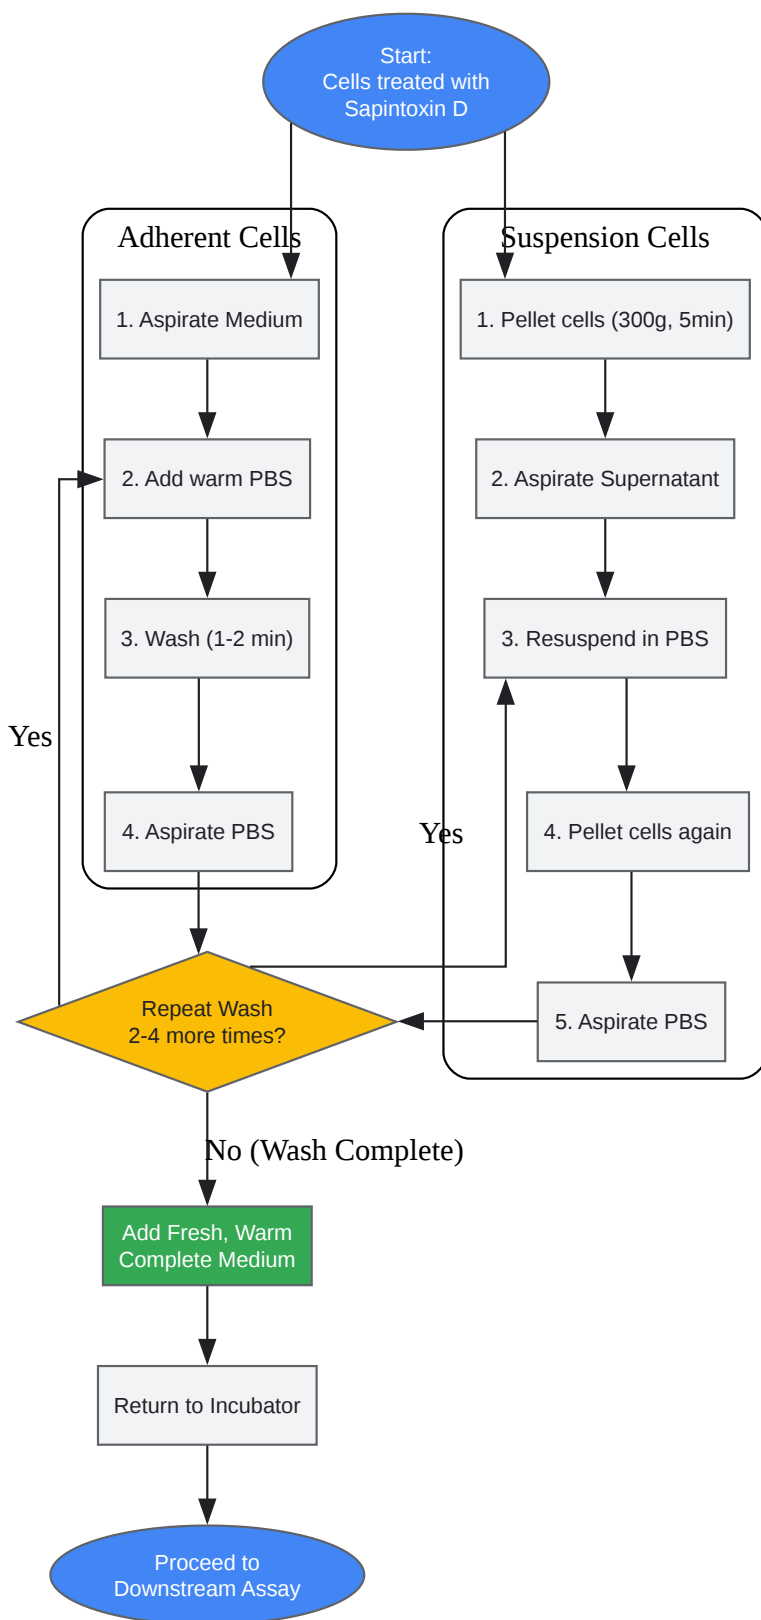 Start:
Cells treated with
Sapintoxin D
Adherent Cells
1. Aspirate Medium
2. Add warm PBS
3. Wash (1-2 min)
4. Aspirate PBS
Suspension Cells
1. Pellet cells (300g, 5min)
2. Aspirate Supernatant
3. Resuspend in PBS
4. Pellet cells again
5. Aspirate PBS
Yes
Yes
Repeat Wash
2-4 more times?
No (Wash Complete)
Add Fresh, Warm
Complete Medium
Return to Incubator
Proceed to
Downstream Assay